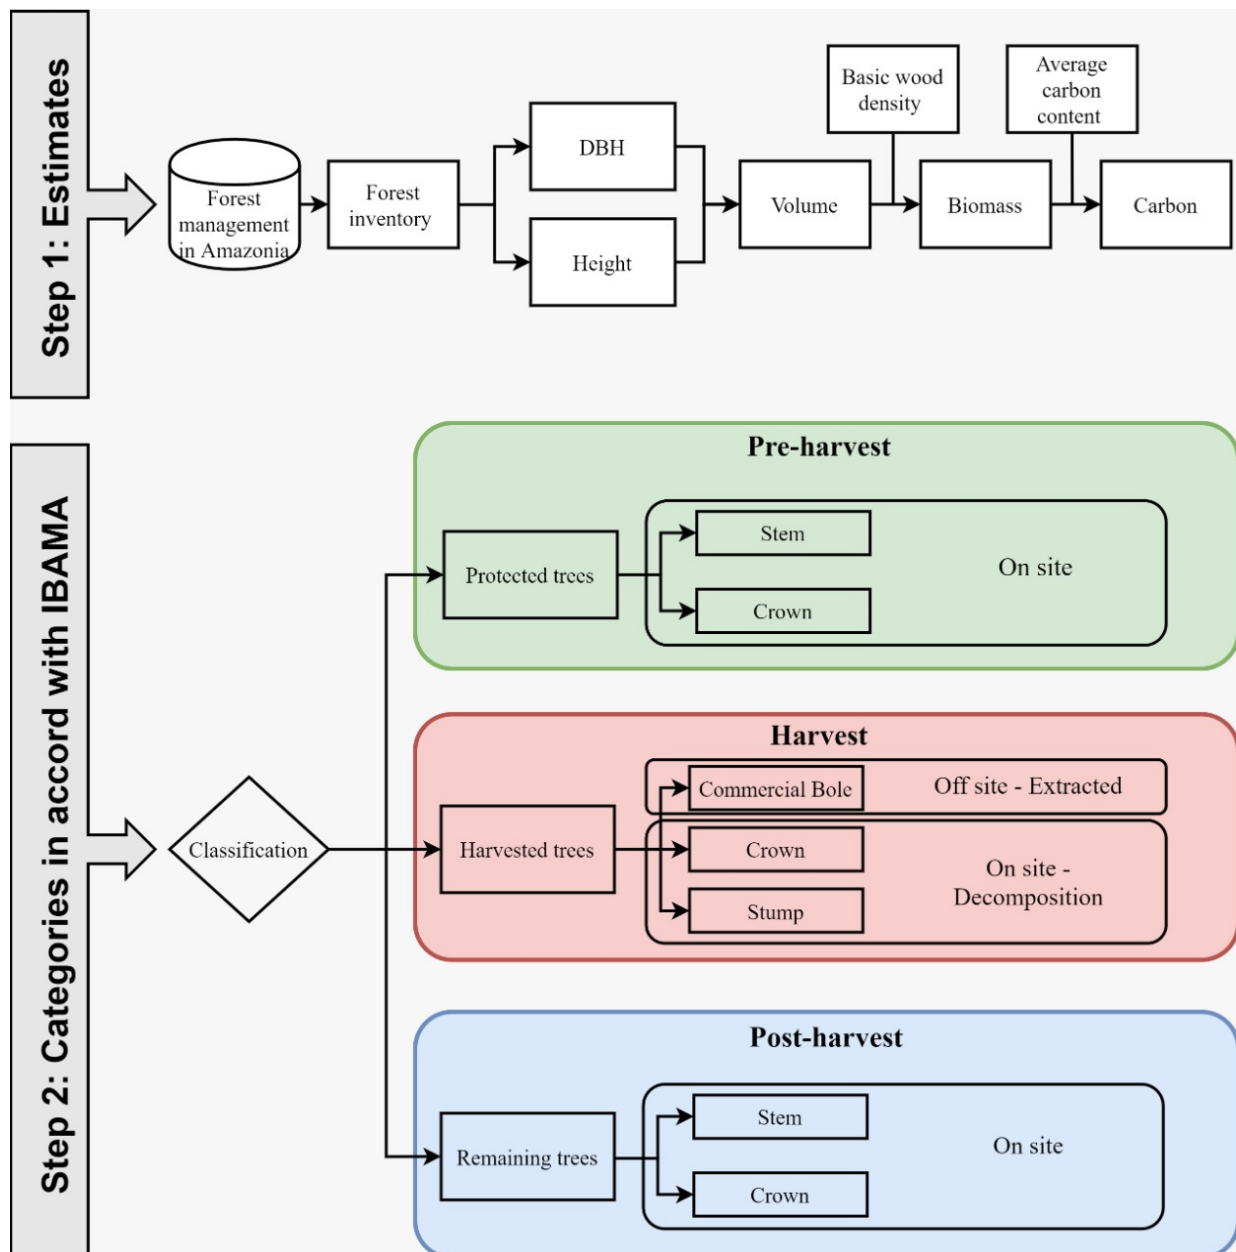 Step 1: Estimates
Forest
management
in Amazonia
Forest
inventory
DBH
Height
Volume
Basic wood
density
Biomass
Average
carbon
content
Carbon
Step 2: Categories in accord with IBAMA
Classification
Pre-harvest
Protected trees
Stem
Crown
On site
Harvest
Harvested trees
Commercial Bole
Off site - Extracted
Crown
Stump
On site -
Decomposition
Post-harvest
Remaining trees
Stem
Crown
On site